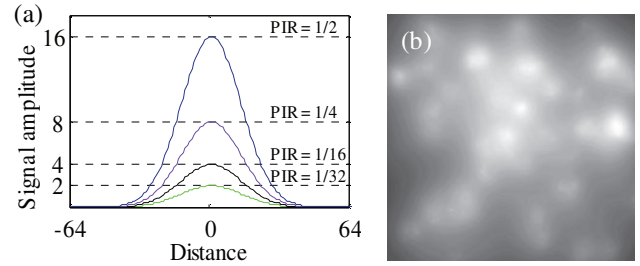 (a)
PIR = 1/2
16
PIR = 1/4
8
PIR = 1/16
4
PIR = 1/32
2
Signal amplitude
-64 0 64
Distance
(b)